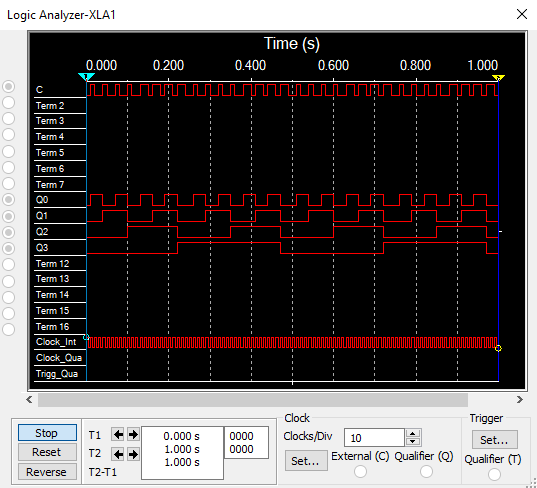 Logic Analyzer-XLA1
Time (s)
0.000 0.200 0.400 0.600 0.800 1.000
1 2
C
Term 2
Term 3
Term 4
Term 5
Term 6
Term 7
Q0
Q1
Q2
Q3
Term 12
Term 13
Term 14
Term 15
Term 16
Clock_Int
Clock_Qua
Trigg_Qua
Stop
Reset
Reverse
T1 0.000 s 0000
T2 1.000 s 0000
T2-T1 1.000 s
Clock
Clocks/Div 10
Set... External (C) Qualifier (Q)
Trigger
Set...
Qualifier (T)